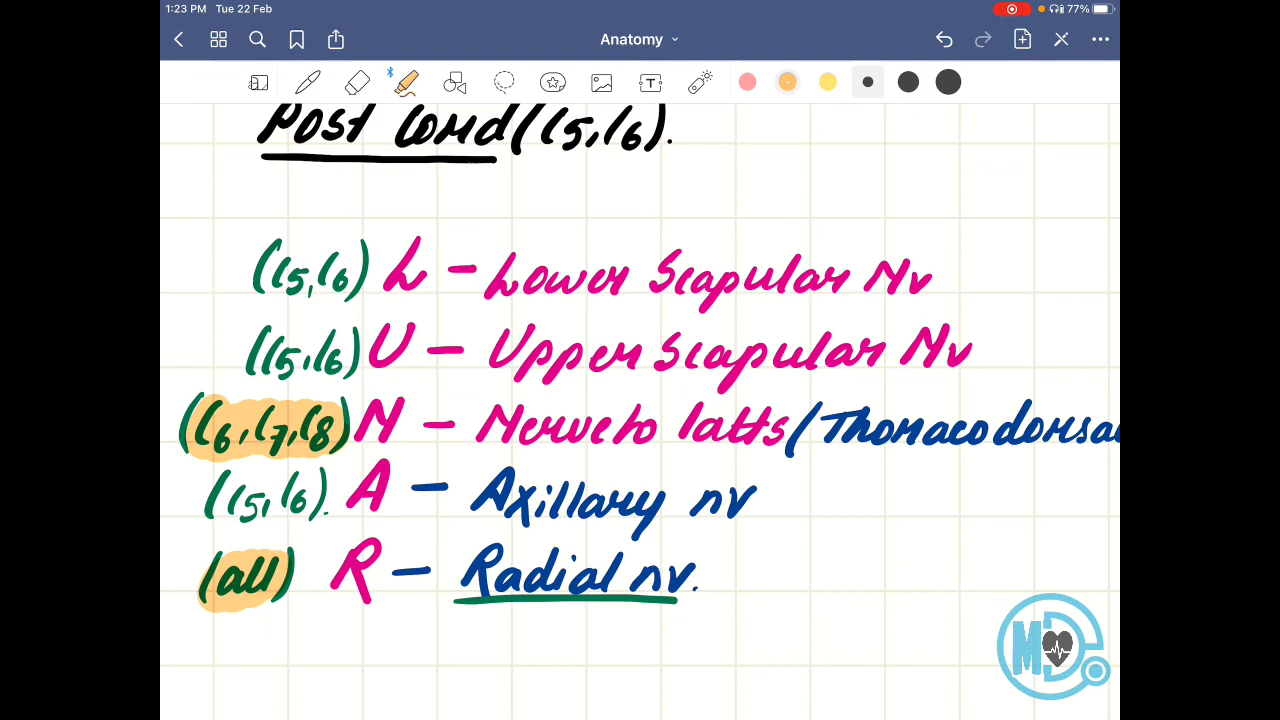 1:23 PM Tue 22 Feb 77%
Anatomy
Post Cord (C5, C6).
(C5, C6) L - Lower Scapular Nv
(C5, C6) U - Upper Scapular Nv
(C6, C7, C8) N - Nerve to latts (Thoracodorsal
(C5, C6). A - Axillary nv
(all) R - Radial nv.
MD